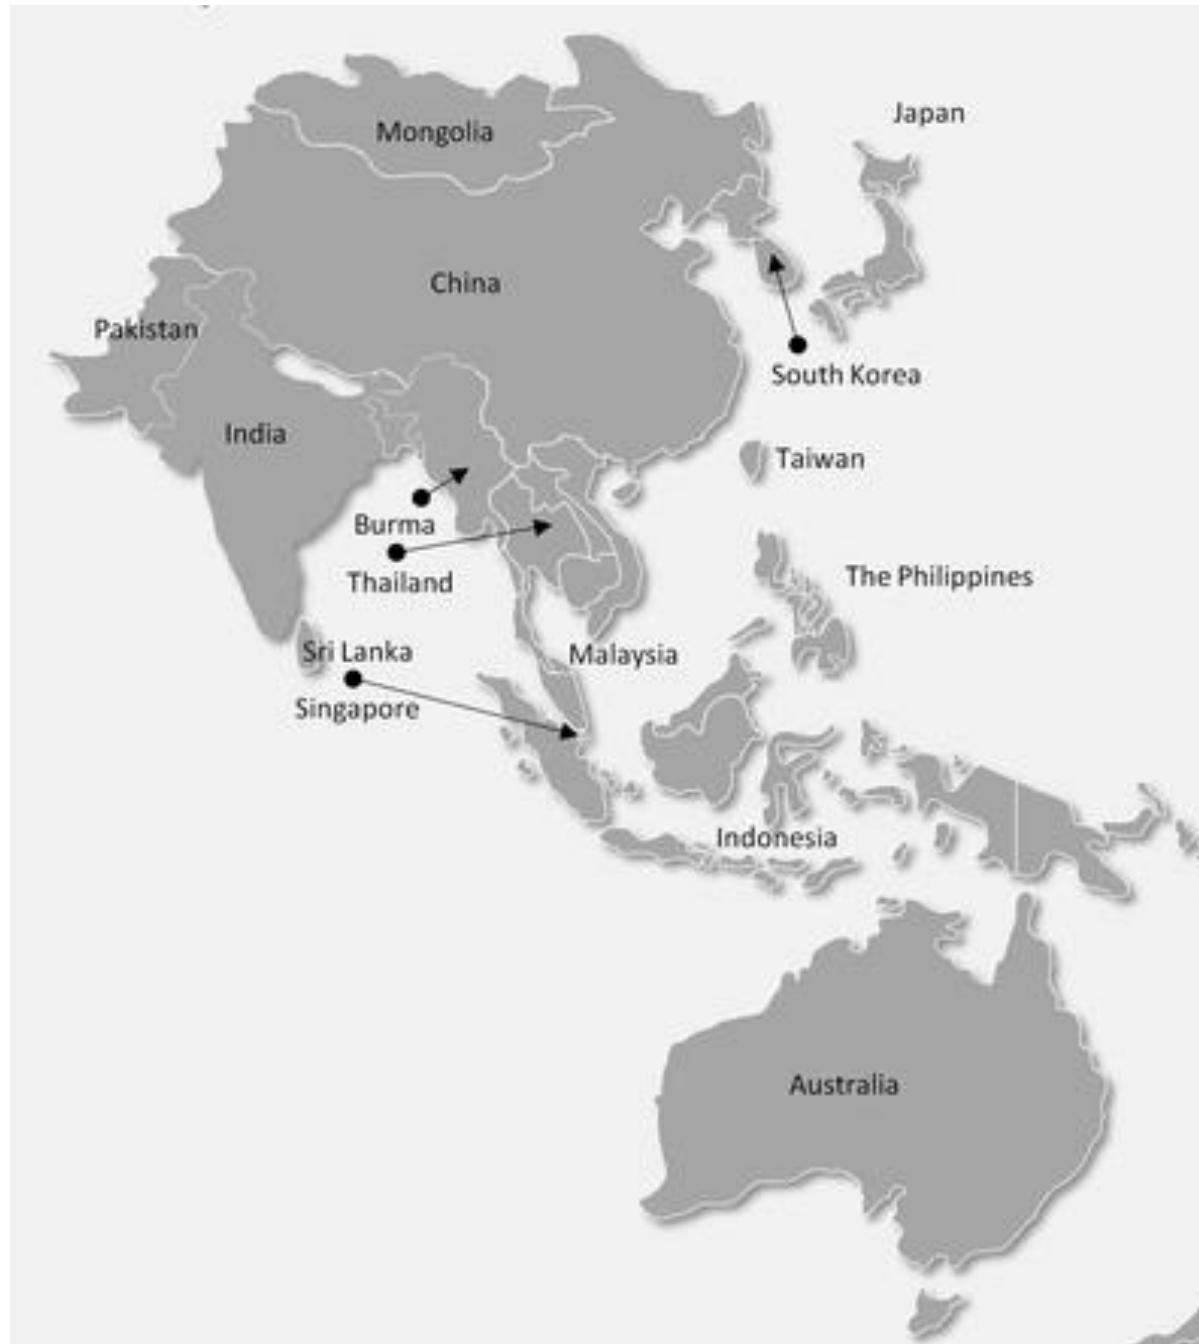 Japan
Mongolia
China
Pakistan
South Korea
India
Taiwan
Burma
The Philippines
Thailand
Sri Lanka
Malaysia
Singapore
Indonesia
Australia